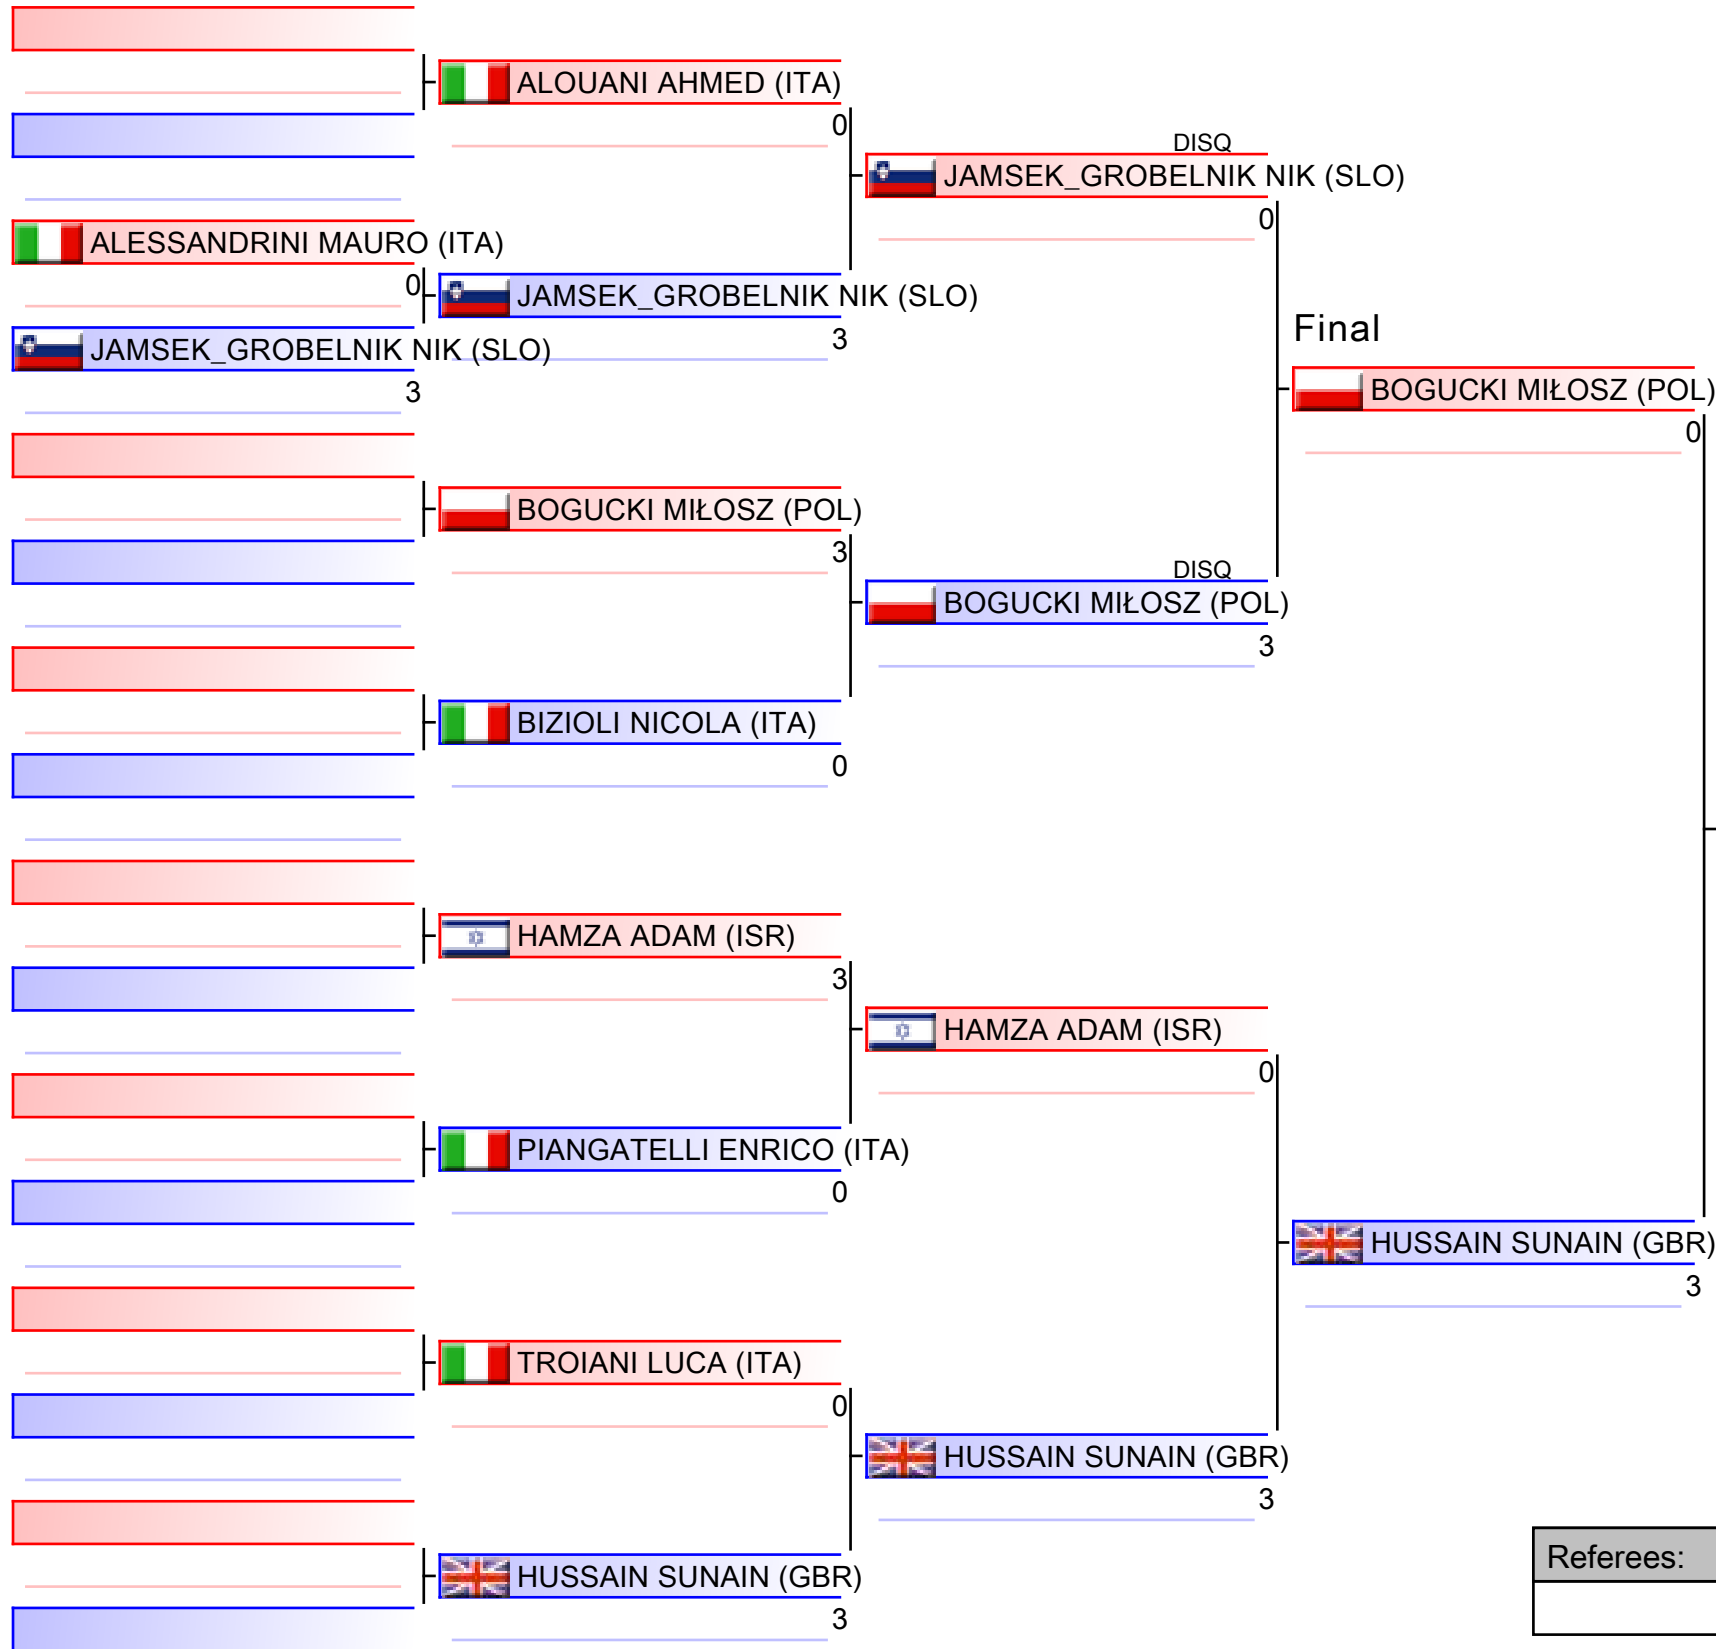 ALOUANI AHMED (ITA)
0
DISQ
JAMSEK_GROBELNIK NIK (SLO)
0
ALESSANDRINI MAURO (ITA)
0
JAMSEK_GROBELNIK NIK (SLO)
3
JAMSEK_GROBELNIK NIK (SLO)
3
Final
BOGUCKI MIŁOSZ (POL)
0
BOGUCKI MIŁOSZ (POL)
3
DISQ
BOGUCKI MIŁOSZ (POL)
3
BIZIOLI NICOLA (ITA)
0
HAMZA ADAM (ISR)
3
HAMZA ADAM (ISR)
0
PIANGATELLI ENRICO (ITA)
0
HUSSAIN SUNAIN (GBR)
3
TROIANI LUCA (ITA)
0
HUSSAIN SUNAIN (GBR)
3
HUSSAIN SUNAIN (GBR)
3
Referees: